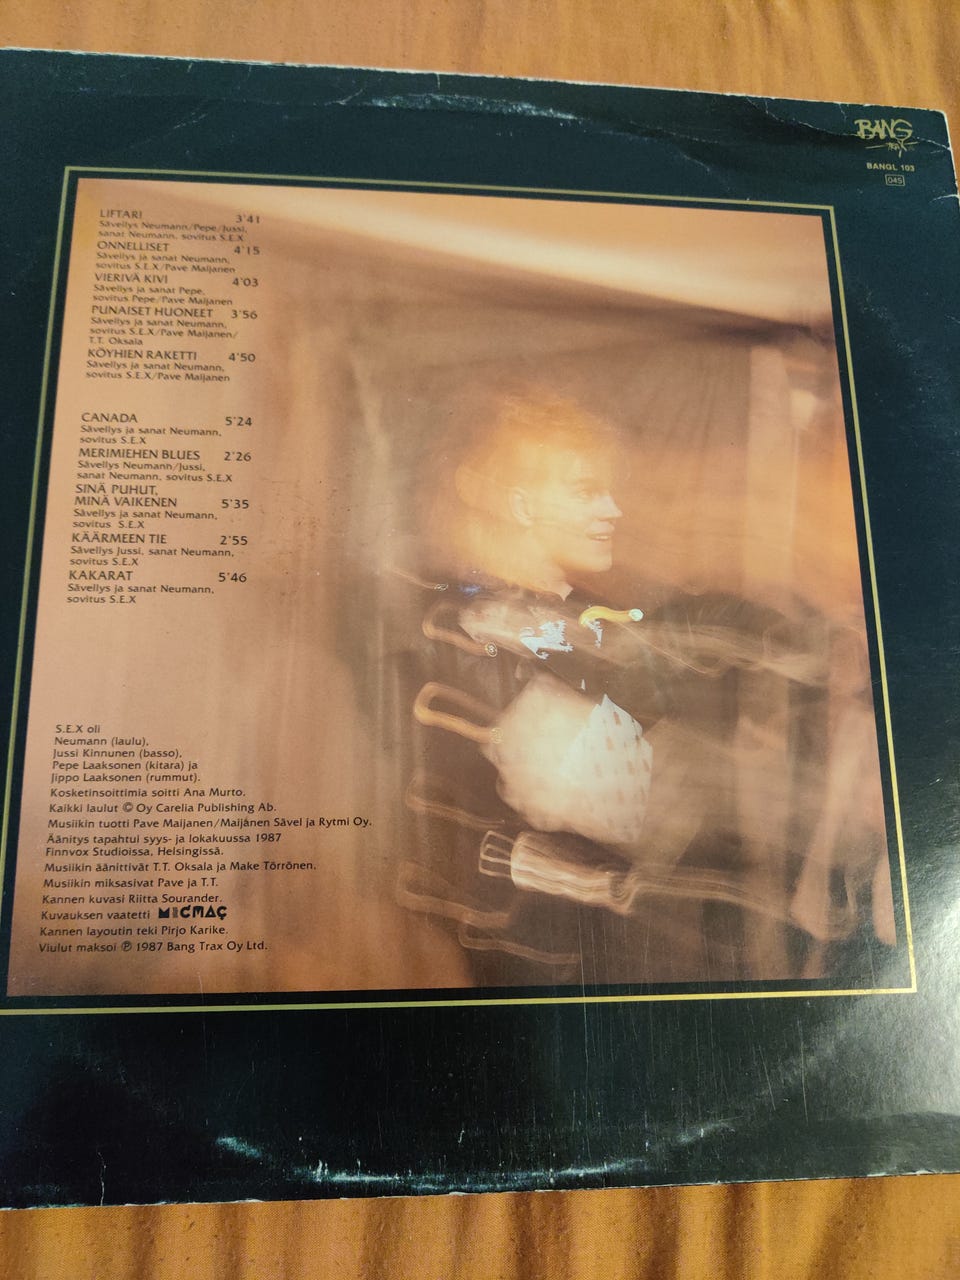 BANG
TRAX
BANGL 103
045
LIFTARI 3'41
Sävellys Neumann/Pepe/Jussi,
sanat Neumann, sovitus S.E.X
ONNELLISET 4'15
Sävellys ja sanat Neumann,
sovitus S.E.X/Pave Maijanen
VIERIVÄ KIVI 4'03
Sävellys ja sanat Pepe,
sovitus Pepe/Pave Maijanen
PUNAISET HUONEET 3'56
Sävellys ja sanat Neumann,
sovitus S.E.X/Pave Maijanen/
T.T. Oksala
KÖYHIEN RAKETTI 4'50
Sävellys ja sanat Neumann,
sovitus S.E.X/Pave Maijanen
CANADA 5'24
Sävellys ja sanat Neumann,
sovitus S.E.X
MERIMIEHEN BLUES 2'26
Sävellys Neumann/Jussi,
sanat Neumann, sovitus S.E.X
SINÄ PUHUT,
MINÄ VAIKENEN 5'35
Sävellys ja sanat Neumann,
sovitus S.E.X
KÄÄRMEEN TIE 2'55
Sävellys Jussi, sanat Neumann,
sovitus S.E.X
KAKARAT 5'46
Sävellys ja sanat Neumann,
sovitus S.E.X
S.E.X oli
Neumann (laulu),
Jussi Kinnunen (basso),
Pepe Laaksonen (kitara) ja
Jippo Laaksonen (rummut).
Kosketinsoittimia soitti Ana Murto.
Kaikki laulut © Oy Carelia Publishing Ab.
Musiikin tuotti Pave Maijanen/Maijánen Sävel ja Rytmi Oy.
Äänitys tapahtui syys- ja lokakuussa 1987
Finnvox Studioissa, Helsingissä.
Musiikin äänittivät T.T. Oksala ja Make Törrönen.
Musiikin miksasivat Pave ja T.T.
Kannen kuvasi Riitta Sourander.
Kuvauksen vaatetti MICMAC
Kannen layoutin teki Pirjo Karike.
Viulut maksoi ℗ 1987 Bang Trax Oy Ltd.